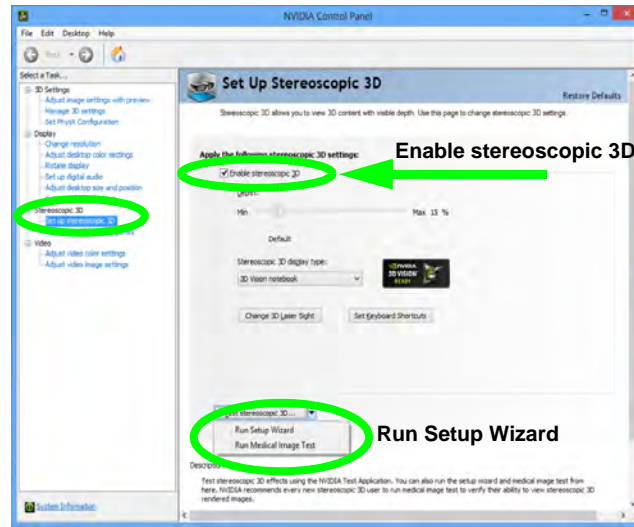 NVIDIA Control Panel
File Edit Desktop Help
Select a Task...
3D Settings
Adjust image settings with preview
Manage 3D settings
Set PhysX Configuration
Display
Change resolution
Adjust desktop color settings
Rotate display
Set up digital audio
Adjust desktop size and position
Stereoscopic 3D
Set up stereoscopic 3D
Video
Adjust video color settings
Adjust video image settings
System Information
Set Up Stereoscopic 3D
Restore Defaults
Stereoscopic 3D allows you to view 3D content with visible depth. Use this page to change stereoscopic 3D settings.
Apply the following stereoscopic 3D settings:
Enable stereoscopic 3D
Enable stereoscopic 3D
Depth:
Min Max 15 %
Default
Stereoscopic 3D display type:
3D Vision notebook
NVIDIA
3D VISION
READY
Change 3D Laser Sight Set Keyboard Shortcuts
stereoscopic 3D...
Run Setup Wizard
Run Medical Image Test
Run Setup Wizard
Test stereoscopic 3D effects using the NVIDIA Test Application. You can also run the setup wizard and medical image test from
here. NVIDIA recommends every new stereoscopic 3D user to run medical image test to verify their ability to view stereoscopic 3D
rendered images.